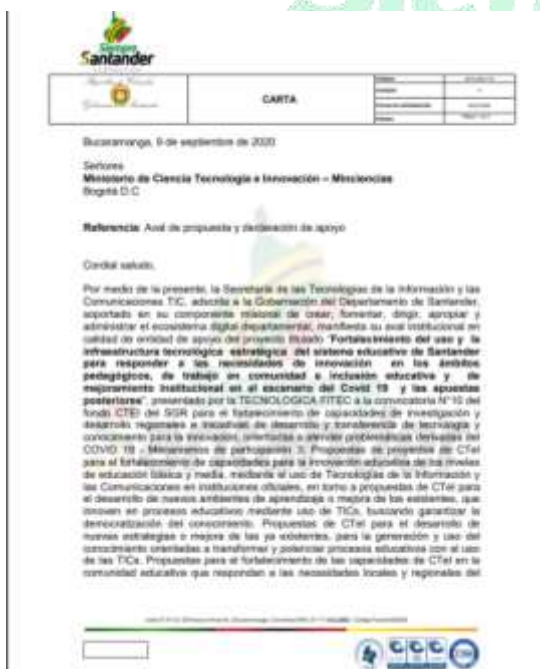 Siempre
Santander
CARTA
Bucaramanga, 9 de septiembre de 2020
Señores
Ministerio de Ciencia Tecnología e Innovación – Minciencias
Bogotá D.C
Referencia: Aval de propuesta y declaración de apoyo
Cordial saludo,
Por medio de la presente, la Secretaría de las Tecnologías de la Información y las
Comunicaciones TIC, adscrita a la Gobernación del Departamento de Santander,
soportado en su componente misional de crear, fomentar, dirigir, apropiar y
administrar el ecosistema digital departamental, manifiesta su aval institucional en
calidad de entidad de apoyo del proyecto titulado "Fortalecimiento del uso y la
infraestructura tecnológica estratégica del sistema educativo de Santander
para responder a las necesidades de innovación en los ámbitos
pedagógicos, de trabajo en comunidad e inclusión educativa y de
mejoramiento institucional en el escenario del Covid 19 y las apuestas
posteriores", presentado por la TECNOLOGICA FITEC a la convocatoria N°10 del
fondo CTEI del SGR para el fortalecimiento de capacidades de investigación y
desarrollo regionales e iniciativas de desarrollo y transferencia de tecnología y
conocimiento para la innovación, orientadas a atender problemáticas derivadas del
COVID 19 - Mecanismos de participación 3: Propuestas de proyectos de CTeI
para el fortalecimiento de capacidades para la innovación educativa de los niveles
de educación básica y media, mediante el uso de Tecnologías de la Información y
las Comunicaciones en instituciones oficiales, en torno a propuestas de CTeI para
el desarrollo de nuevos ambientes de aprendizaje o mejora de los existentes, que
innoven en procesos educativos mediante uso de TICs, buscando garantizar la
democratización del conocimiento. Propuestas de CTeI para el desarrollo de
nuevas estrategias o mejora de las ya existentes, para la generación y uso del
conocimiento orientadas a transformar y potenciar procesos educativos con el uso
de las TICs. Propuestas para el fortalecimiento de las capacidades de CTeI en la
comunidad educativa que respondan a las necesidades locales y regionales del